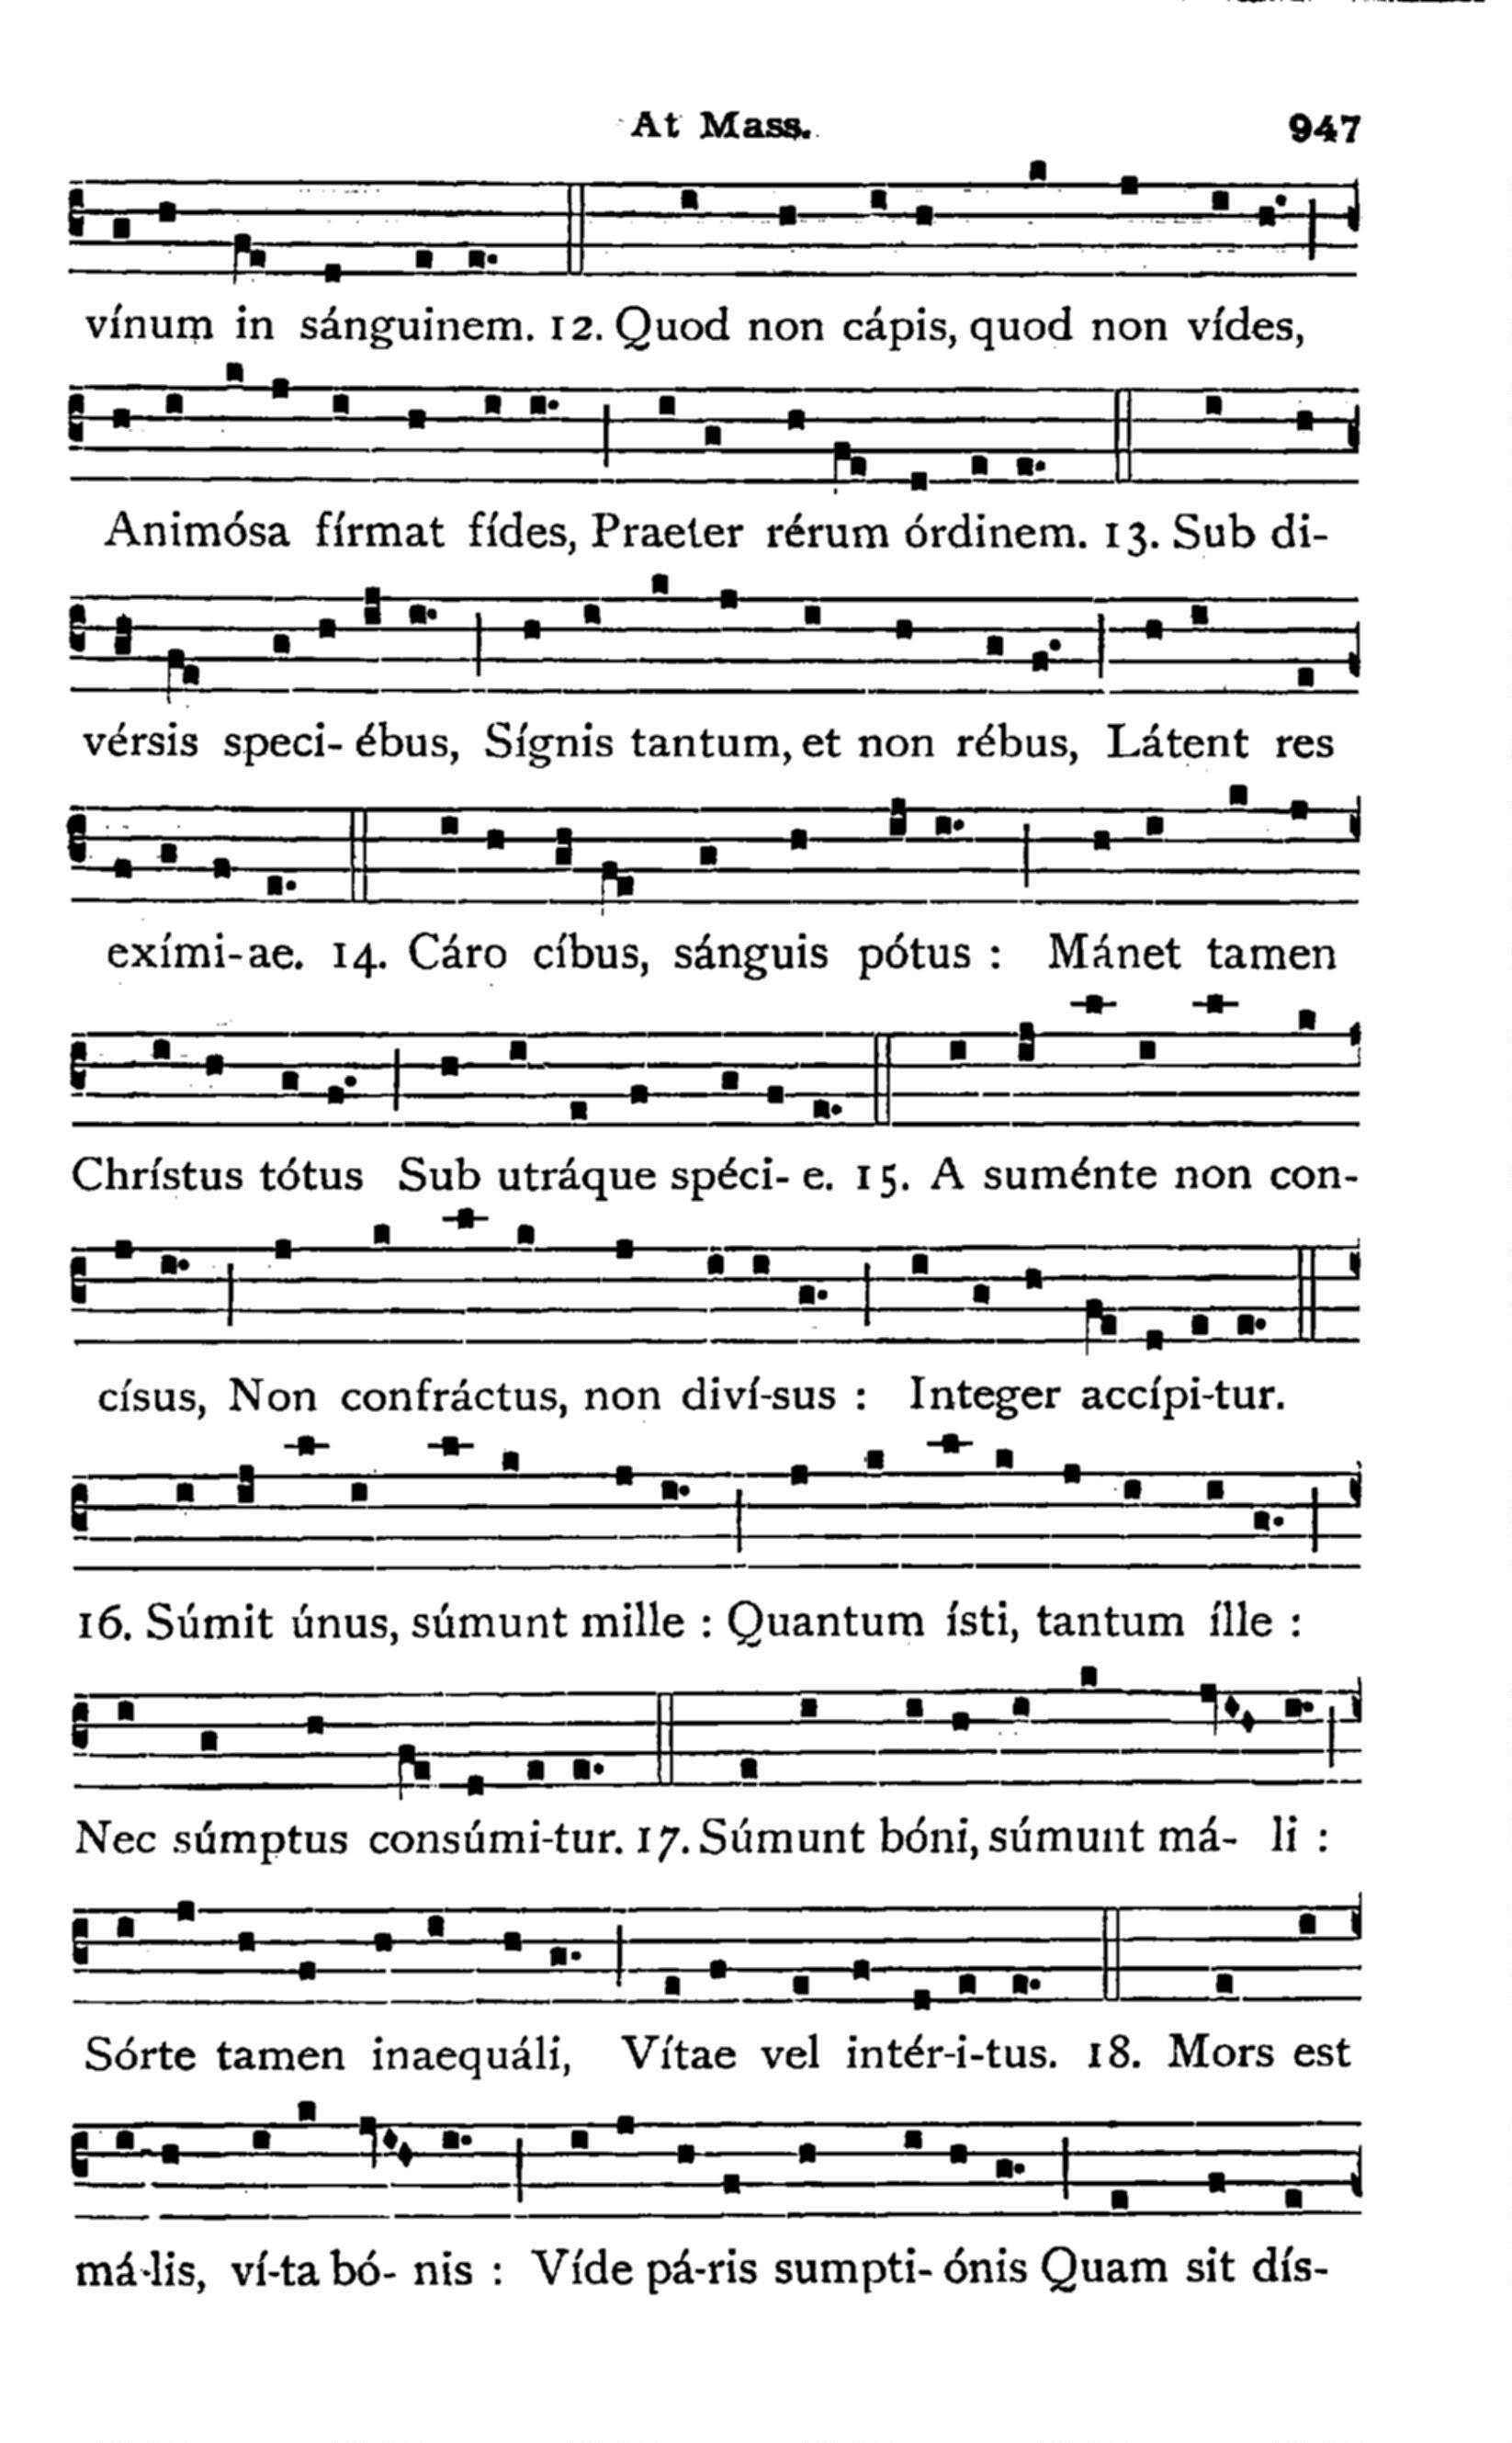 At Mass. 947
vínum in sánguinem. 12. Quod non cápis, quod non vídes,
Animósa fírmat fídes, Praeter rérum órdinem. 13. Sub di-
vérsis speci- ébus, Sígnis tantum, et non rébus, Látent res
exími-ae. 14. Cáro cíbus, sánguis pótus : Mánet tamen
Chrístus tótus Sub utráque spéci- e. 15. A suménte non con-
císus, Non confráctus, non diví-sus : Integer accípi-tur.
16. Súmit únus, súmunt mille : Quantum ísti, tantum ílle :
Nec súmptus consúmi-tur. 17. Súmunt bóni, súmunt má- li :
Sórte tamen inaequáli, Vítae vel intér-i-tus. 18. Mors est
má-lis, ví-ta bó- nis : Víde pá-ris sumpti- ónis Quam sit dís-